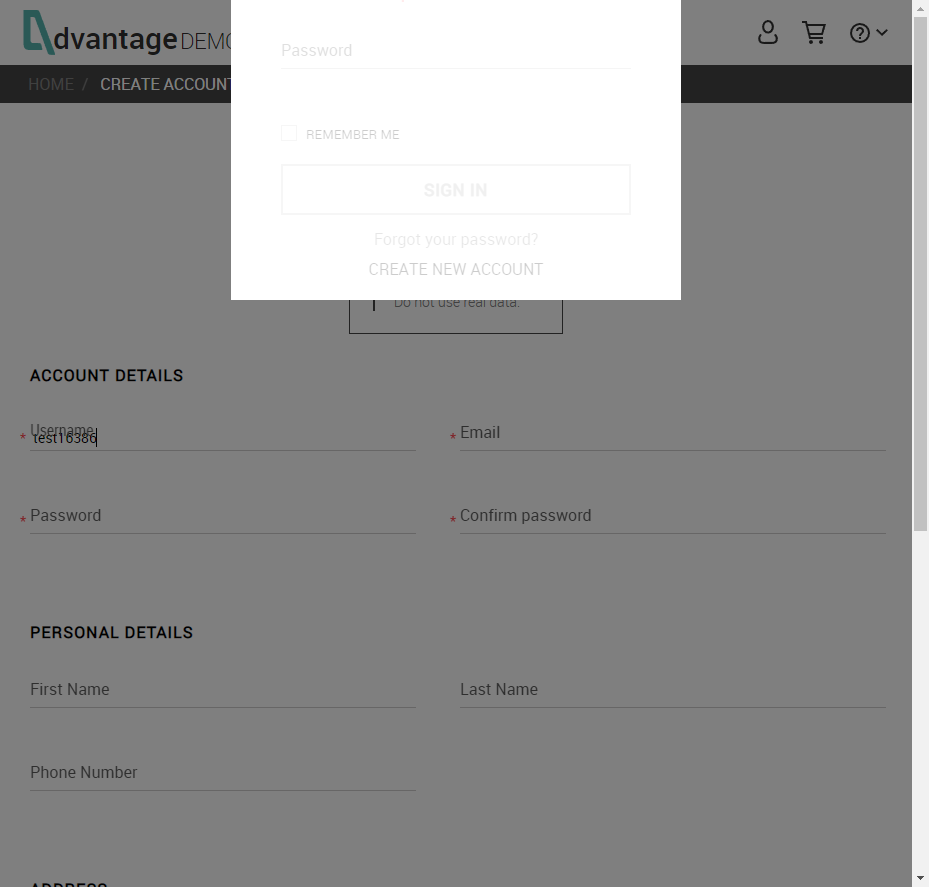 dvantage DEMO
HOME / CREATE ACCOUNT
Password
REMEMBER ME
SIGN IN
Forgot your password?
CREATE NEW ACCOUNT
Do not use real data.
ACCOUNT DETAILS
Username
* test16386
* Email
* Password
* Confirm password
PERSONAL DETAILS
First Name
Last Name
Phone Number
ADDRESS